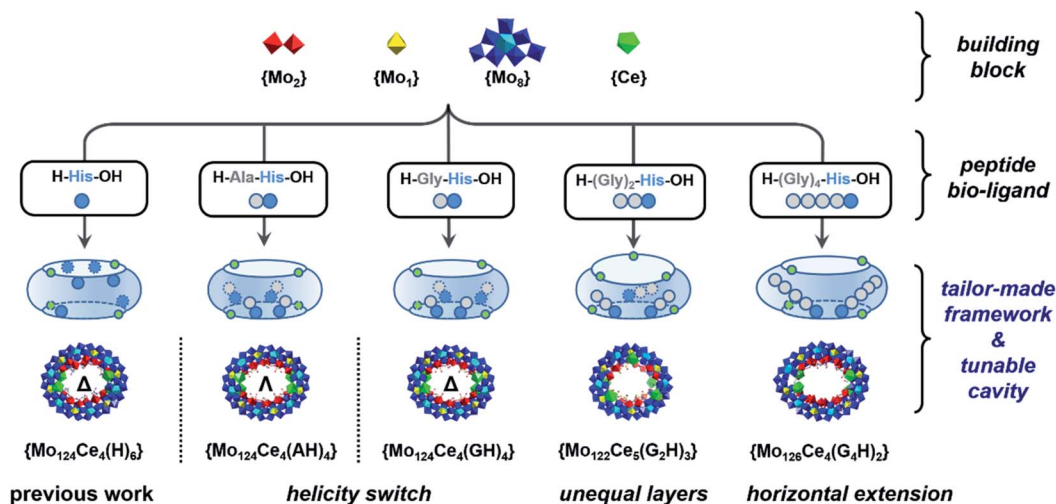 building
block
{Mo₂} {Mo₁} {Mo₈} {Ce}
peptide
bio-ligand
H-His-OH H-Ala-His-OH H-Gly-His-OH H-(Gly)₂-His-OH H-(Gly)₄-His-OH
tailor-made
framework
&
tunable
cavity
Δ Λ Δ
{Mo₁₂₄Ce₄(H)₆} {Mo₁₂₄Ce₄(AH)₄} {Mo₁₂₄Ce₄(GH)₄} {Mo₁₂₂Ce₅(G₂H)₃} {Mo₁₂₆Ce₄(G₄H)₂}
previous work helicity switch unequal layers horizontal extension